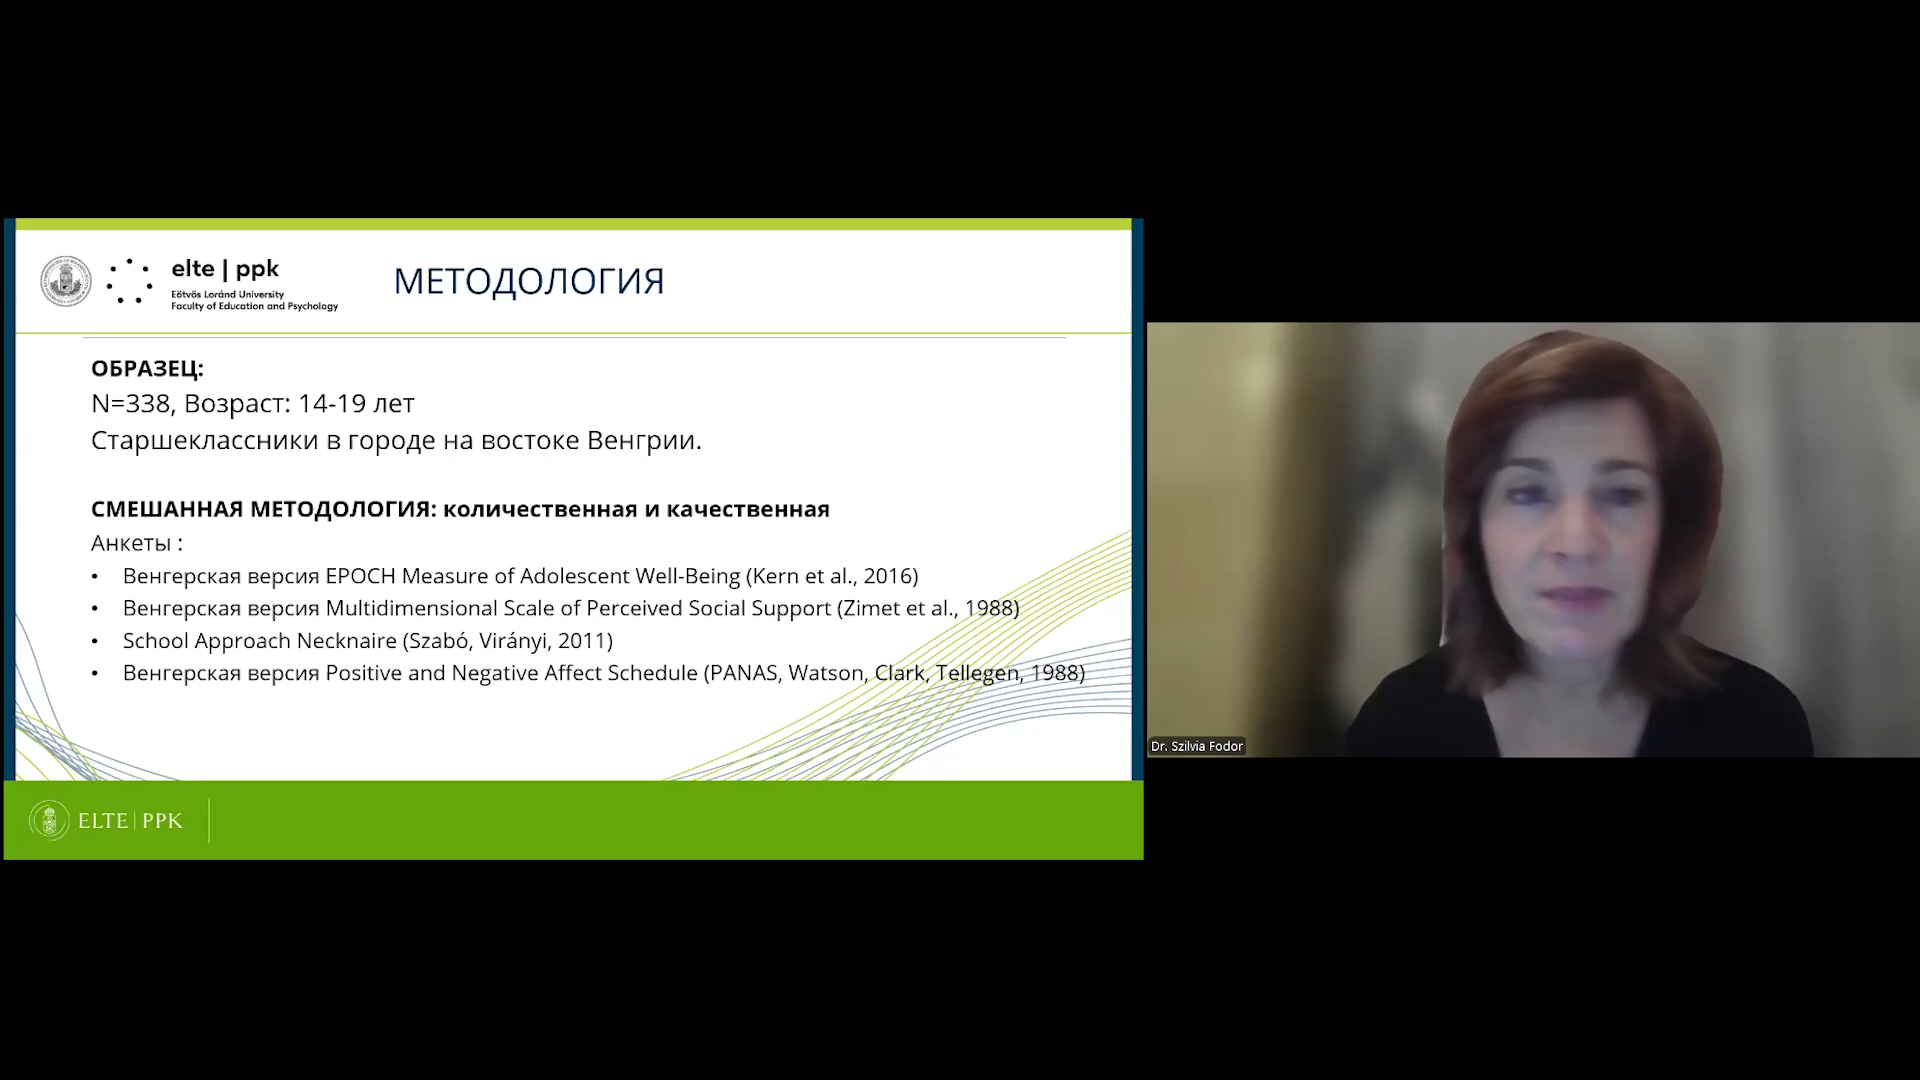 elte | ppk
Eötvös Loránd University
Faculty of Education and Psychology
МЕТОДОЛОГИЯ
ОБРАЗЕЦ:
N=338, Возраст: 14-19 лет
Старшеклассники в городе на востоке Венгрии.
СМЕШАННАЯ МЕТОДОЛОГИЯ: количественная и качественная
Анкеты :
• Венгерская версия EPOCH Measure of Adolescent Well-Being (Kern et al., 2016)
• Венгерская версия Multidimensional Scale of Perceived Social Support (Zimet et al., 1988)
• School Approach Necknaire (Szabó, Virányi, 2011)
• Венгерская версия Positive and Negative Affect Schedule (PANAS, Watson, Clark, Tellegen, 1988)
ELTE | PPK
Dr. Szilvia Fodor